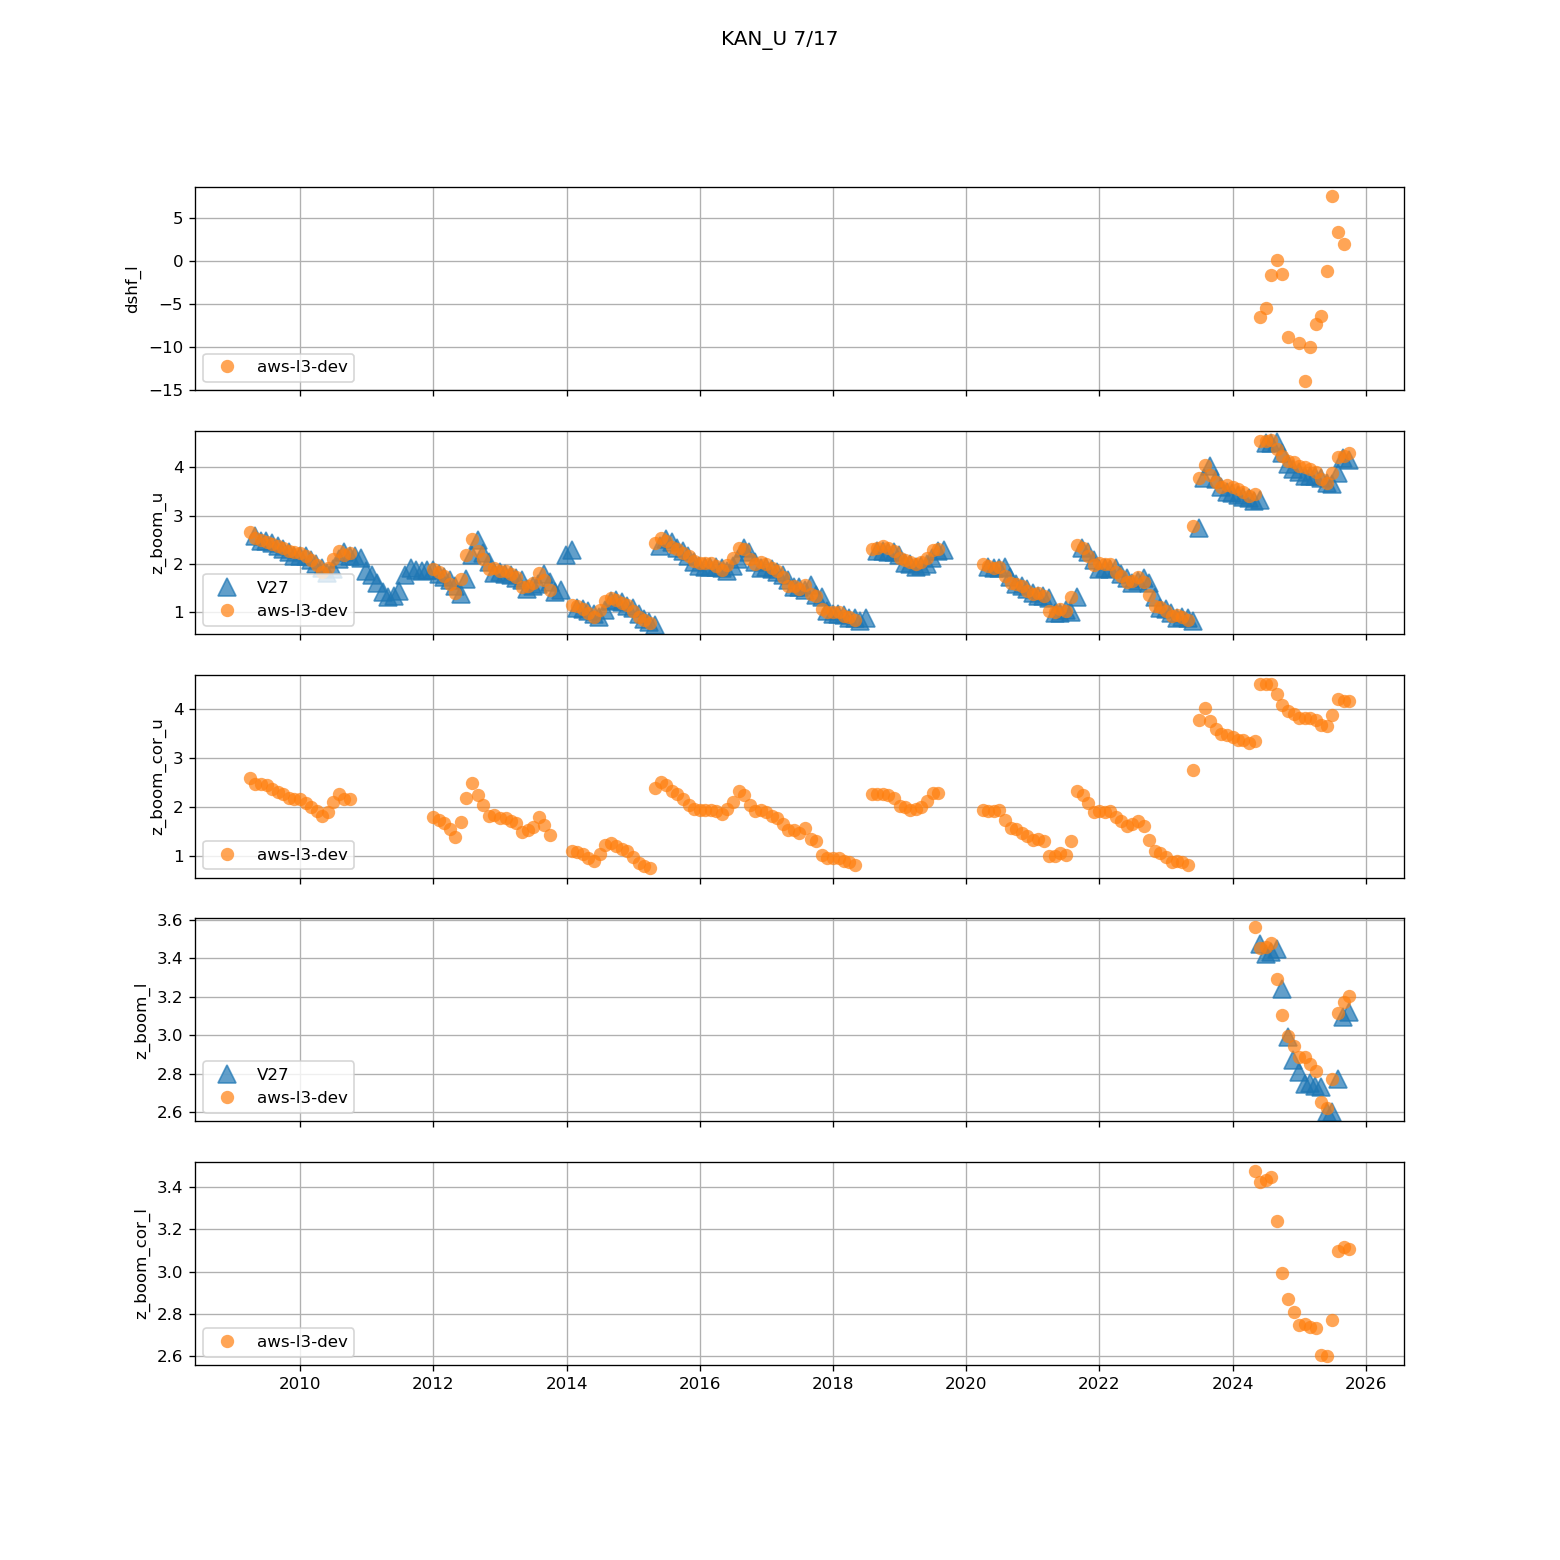 KAN_U 7/17
dshf_l
5
0
−5
−10
−15
aws-l3-dev
z_boom_u
4
3
2
1
V27
aws-l3-dev
z_boom_cor_u
4
3
2
1
aws-l3-dev
z_boom_l
3.6
3.4
3.2
3.0
2.8
2.6
V27
aws-l3-dev
z_boom_cor_l
3.4
3.2
3.0
2.8
2.6
aws-l3-dev
2010 2012 2014 2016 2018 2020 2022 2024 2026